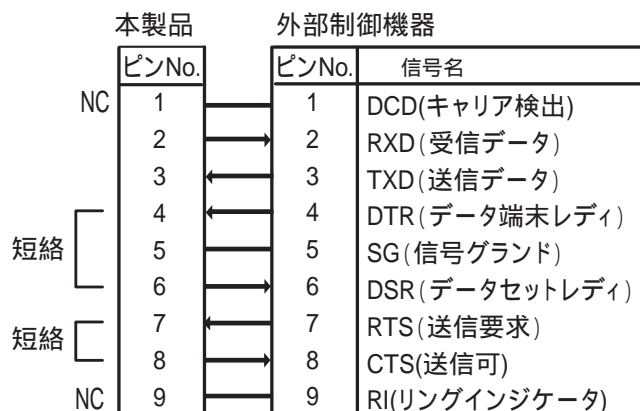 本製品 外部制御機器
ピンNo. ピンNo. 信号名
NC 1 1 DCD(キャリア検出)
2 2 RXD(受信データ)
3 3 TXD(送信データ)
4 4 DTR(データ端末レディ)
短絡 5 5 SG(信号グランド)
6 6 DSR(データセットレディ)
7 7 RTS(送信要求)
短絡 8 8 CTS(送信可)
NC 9 9 RI(リングインジケータ)